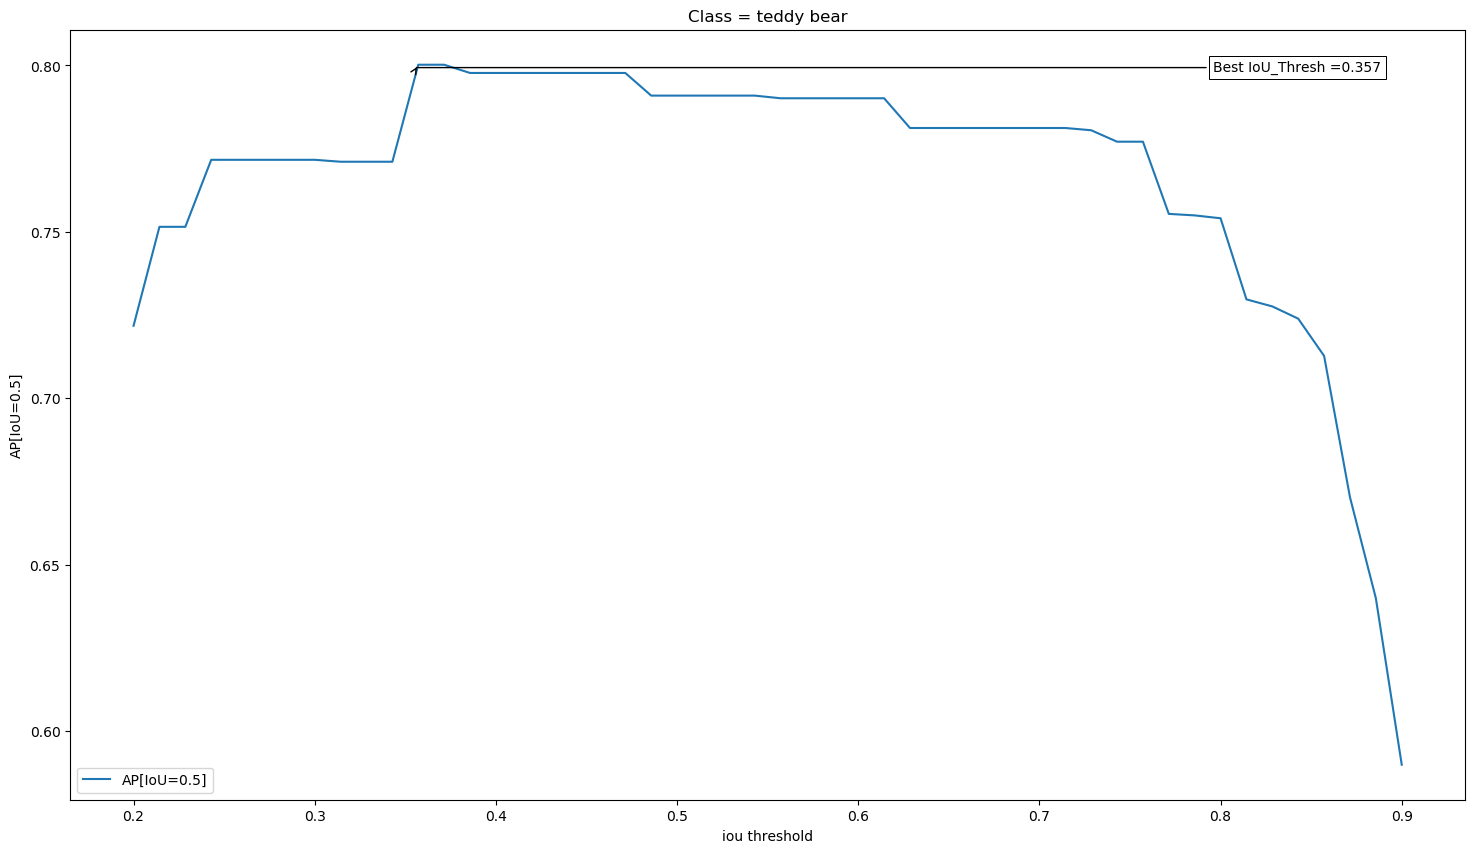 Class = teddy bear
Best IoU_Thresh =0.357
AP[IoU=0.5]
0.80
0.75
0.70
0.65
0.60
AP[IoU=0.5]
0.2 0.3 0.4 0.5 0.6 0.7 0.8 0.9
iou threshold